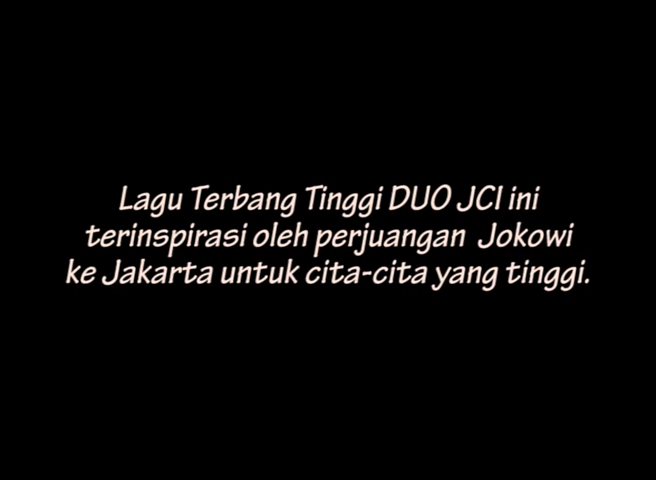 Lagu Terbang Tinggi DUO JCI ini
terinspirasi oleh perjuangan Jokowi
ke Jakarta untuk cita-cita yang tinggi.